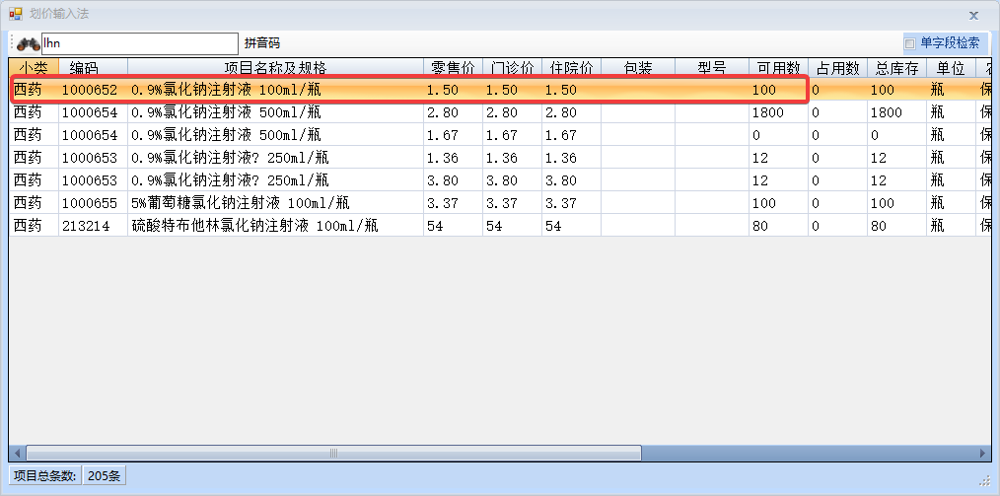 划价输入法
lhn 拼音码 单字段检索
小类 编码 项目名称及规格 零售价 门诊价 住院价 包装 型号 可用数 占用数 总库存 单位
西药 1000652 0.9%氯化钠注射液 100ml/瓶 1.50 1.50 1.50 100 0 100 瓶 保
西药 1000654 0.9%氯化钠注射液 500ml/瓶 2.80 2.80 2.80 1800 0 1800 瓶 保
西药 1000654 0.9%氯化钠注射液 500ml/瓶 1.67 1.67 1.67 0 0 0 瓶 保
西药 1000653 0.9%氯化钠注射液? 250ml/瓶 1.36 1.36 1.36 12 0 12 瓶 保
西药 1000653 0.9%氯化钠注射液? 250ml/瓶 3.80 3.80 3.80 12 0 12 瓶 保
西药 1000655 5%葡萄糖氯化钠注射液 100ml/瓶 3.37 3.37 3.37 100 0 100 瓶 保
西药 213214 硫酸特布他林氯化钠注射液 100ml/瓶 54 54 54 80 0 80 瓶 保
项目总条数: 205条